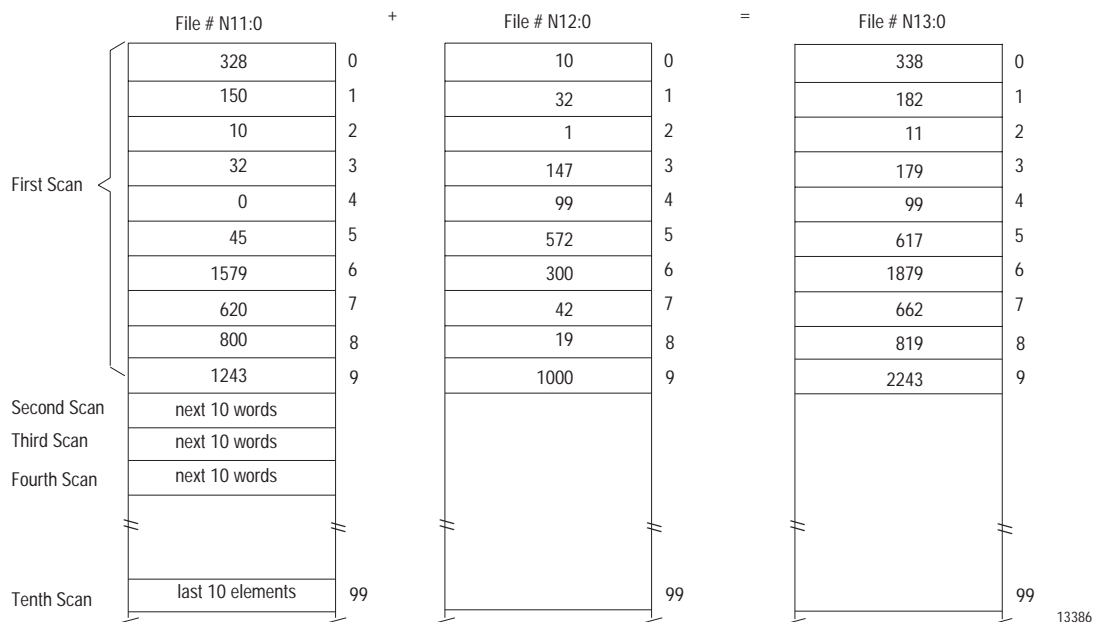 File # N11:0 + File # N12:0 = File # N13:0
328 0 10 0 338 0
150 1 32 1 182 1
10 2 1 2 11 2
32 3 147 3 179 3
First Scan
0 4 99 4 99 4
45 5 572 5 617 5
1579 6 300 6 1879 6
620 7 42 7 662 7
800 8 19 8 819 8
1243 9 1000 9 2243 9
Second Scan next 10 words
Third Scan next 10 words
Fourth Scan next 10 words
Tenth Scan last 10 elements 99 99 99
13386